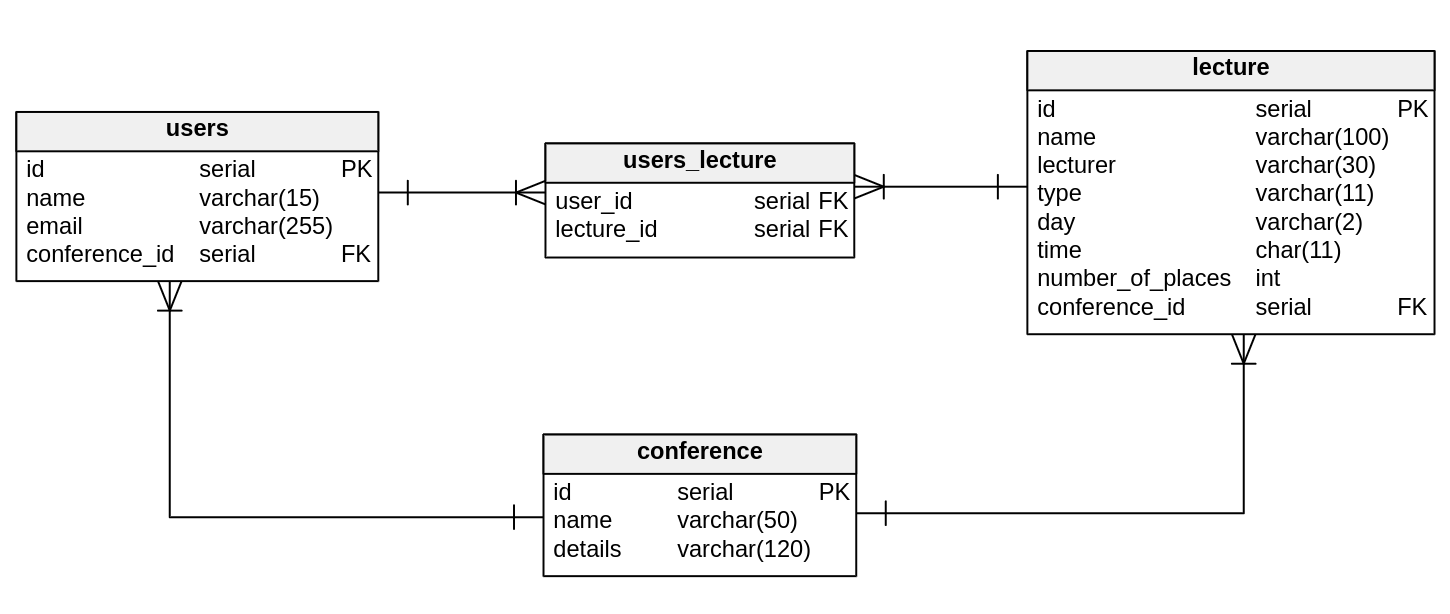 users
id serial PK
name varchar(15)
email varchar(255)
conference_id serial FK
users_lecture
user_id serial FK
lecture_id serial FK
lecture
id serial PK
name varchar(100)
lecturer varchar(30)
type varchar(11)
day varchar(2)
time char(11)
number_of_places int
conference_id serial FK
conference
id serial PK
name varchar(50)
details varchar(120)